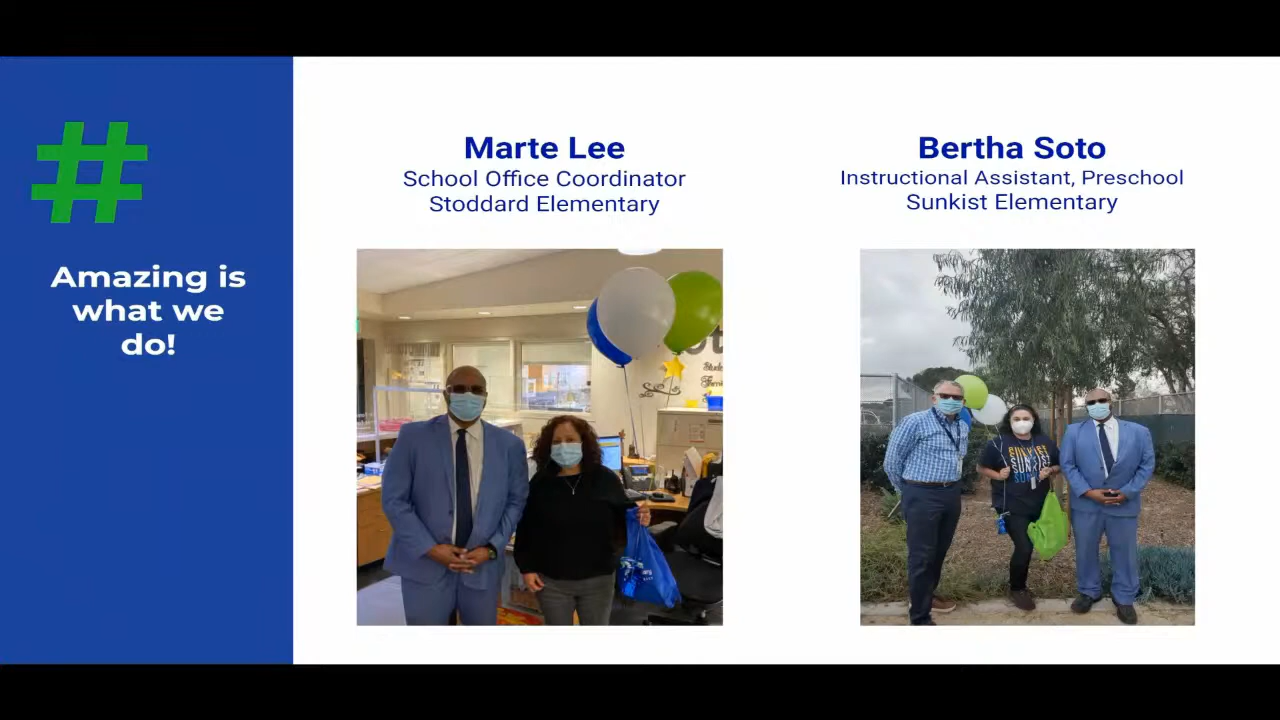 #
Amazing is
what we
do!
Marte Lee
School Office Coordinator
Stoddard Elementary
Bertha Soto
Instructional Assistant, Preschool
Sunkist Elementary
SUNKIST